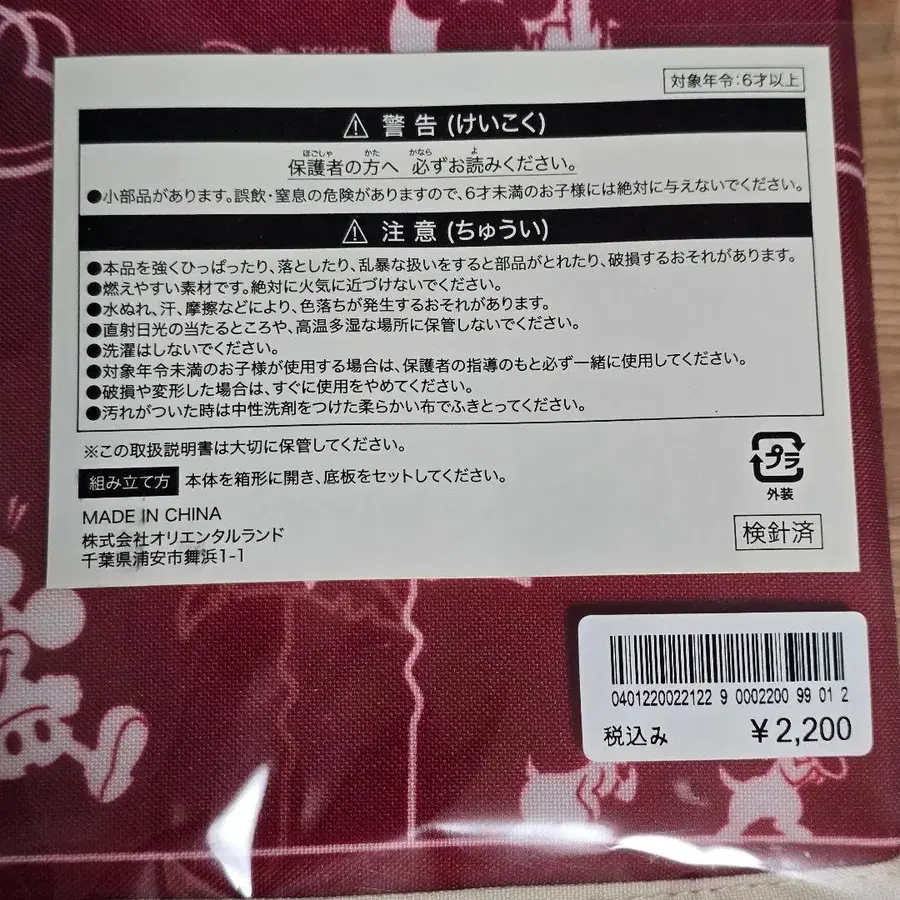 © TOKYO
対象年令:6才以上
⚠ 警告(けいこく)
保護者の方へ 必ずお読みください。
ほごしゃ かた かなら よ
●小部品があります。誤飲・窒息の危険がありますので、6才未満のお子様には絶対に与えないでください。
⚠ 注意(ちゅうい)
●本品を強くひっぱったり、落としたり、乱暴な扱いをすると部品がとれたり、破損するおそれがあります。
●燃えやすい素材です。絶対に火気に近づけないでください。
●水ぬれ、汗、摩擦などにより、色落ちが発生するおそれがあります。
●直射日光の当たるところや、高温多湿な場所に保管しないでください。
●洗濯はしないでください。
●対象年令未満のお子様が使用する場合は、保護者の指導のもと必ず一緒に使用してください。
●破損や変形した場合は、すぐに使用をやめてください。
●汚れがついた時は中性洗剤をつけた柔らかい布でふきとってください。
※この取扱説明書は大切に保管してください。
プラ
外装
組み立て方 本体を箱形に開き、底板をセットしてください。
MADE IN CHINA
株式会社オリエンタルランド
千葉県浦安市舞浜1-1
検針済
0401220022122 9 0002200 99 01 2
税込み ¥2,200